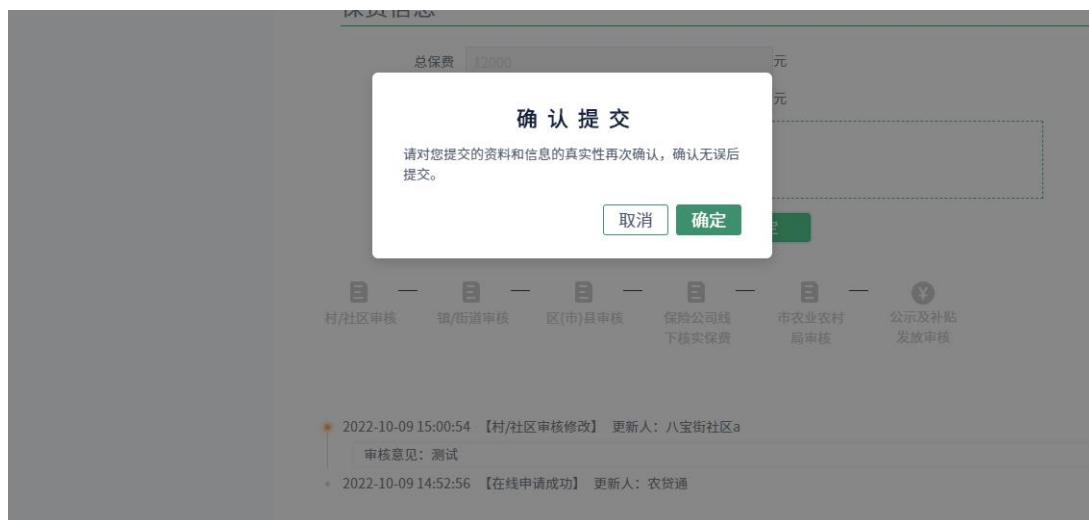 保费信息
总保费 12000 元
元
确认提交
请对您提交的资料和信息的真实性再次确认，确认无误后
提交。
取消 确定
村/社区审核 镇/街道审核 区(市)县审核 保险公司线 市农业农村 公示及补贴
下核实保费 局审核 发放审核
2022-10-09 15:00:54 【村/社区审核修改】 更新人：八宝街社区a
审核意见：测试
2022-10-09 14:52:56 【在线申请成功】 更新人：农贷通